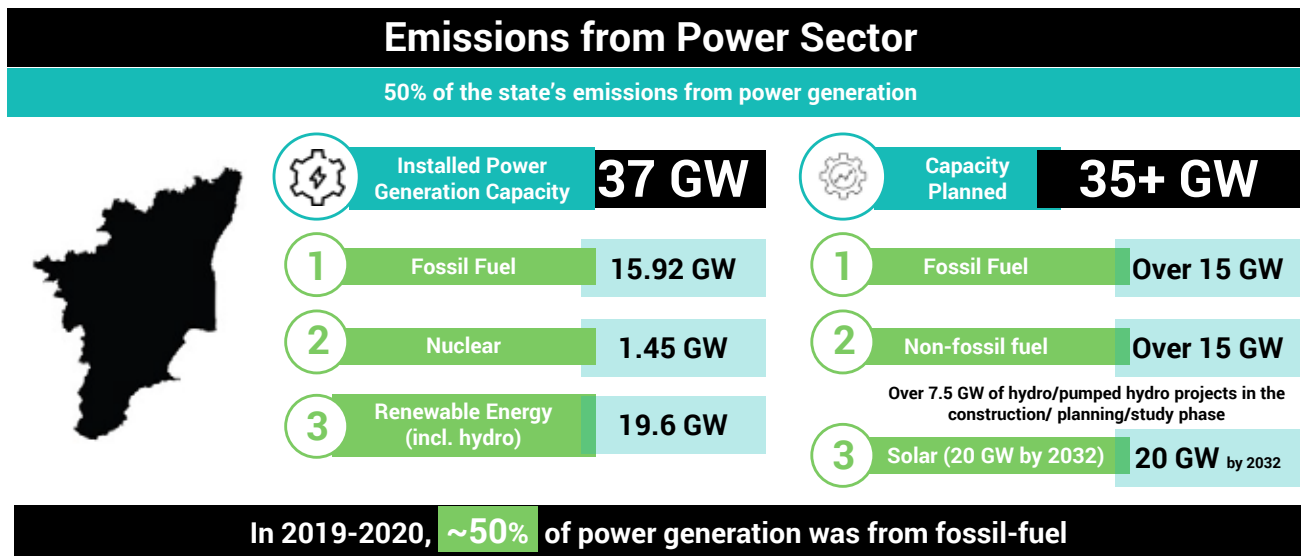 Emissions from Power Sector
50% of the state’s emissions from power generation
Installed Power
Generation Capacity
37 GW
1
Fossil Fuel
15.92 GW
2
Nuclear
1.45 GW
3
Renewable Energy
(incl. hydro)
19.6 GW
Capacity
Planned
35+ GW
1
Fossil Fuel
Over 15 GW
2
Non-fossil fuel
Over 15 GW
Over 7.5 GW of hydro/pumped hydro projects in the
construction/ planning/study phase
3
Solar (20 GW by 2032)
20 GW by 2032
In 2019-2020, ~50% of power generation was from fossil-fuel